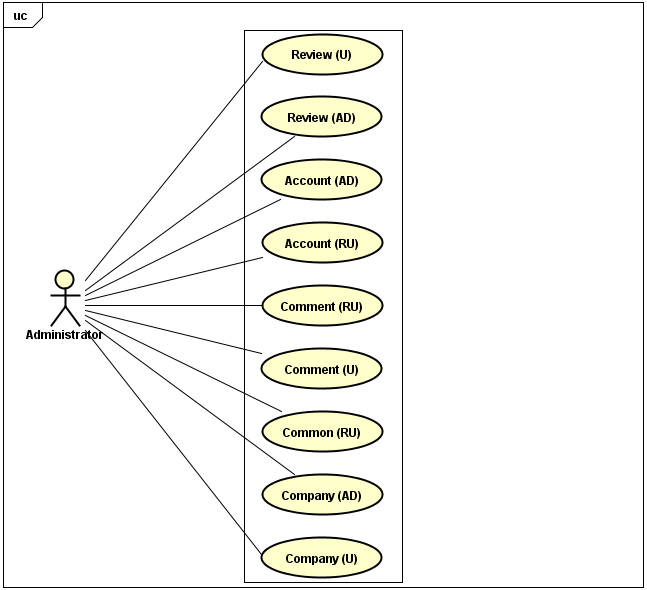 uc
Review (U)
Review (AD)
Account (AD)
Account (RU)
Comment (RU)
Administrator
Comment (U)
Common (RU)
Company (AD)
Company (U)